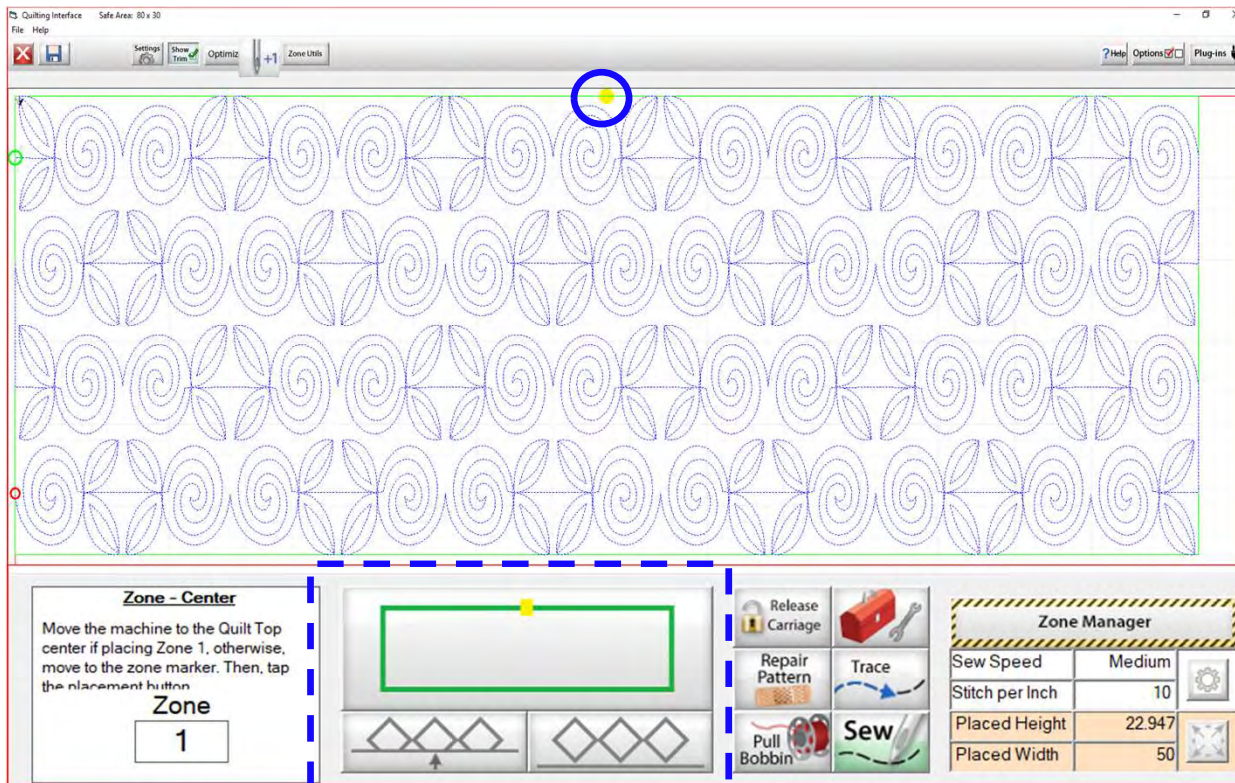 Quilting Interface Safe Area: 80 x 30
File Help
Settings
Show
Trim
Optimiz
+1
Zone Utils
?Help
Options
Plug-ins
Zone - Center
Move the machine to the Quilt Top
center if placing Zone 1, otherwise,
move to the zone marker. Then, tap
the placement button
Zone
1
Release
Carriage
Repair
Pattern
Trace
Pull
Bobbin
Sew
Zone Manager
Sew Speed Medium
Stitch per Inch 10
Placed Height 22.947
Placed Width 50